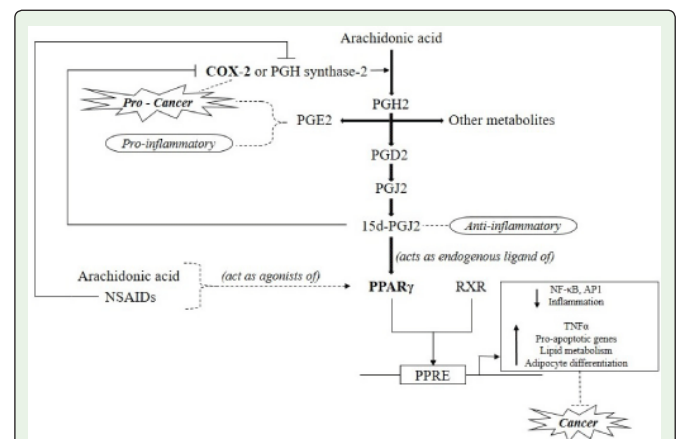 Arachidonic acid
COX-2 or PGH synthase-2
Pro - Cancer
PGH2
PGE2
Other metabolites
Pro-inflammatory
PGD2
PGJ2
15d-PGJ2
Anti-inflammatory
(acts as endogenous ligand of)
Arachidonic acid
NSAIDs
(act as agonists of)
PPARγ
RXR
NF-κB, AP1
Inflammation
TNFα
Pro-apoptotic genes
Lipid metabolism
Adipocyte differentiation
PPRE
Cancer